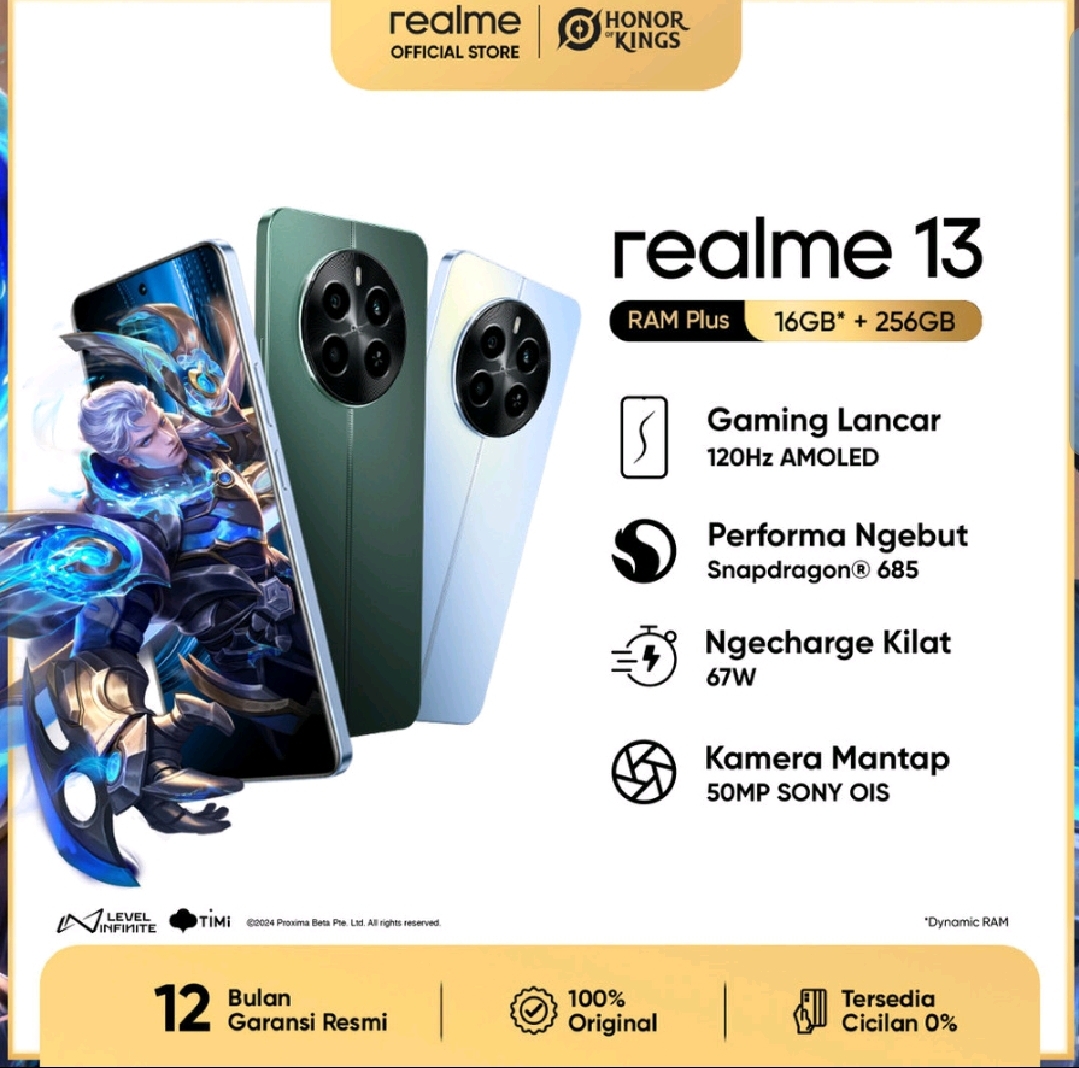 realme
OFFICIAL STORE
HONOR
OF KINGS
realme 13
RAM Plus 16GB* + 256GB
Gaming Lancar
120Hz AMOLED
Performa Ngebut
Snapdragon® 685
Ngecharge Kilat
67W
Kamera Mantap
50MP SONY OIS
LEVEL
INFINITE
TiMi
©2024 Proxima Beta Pte. Ltd. All rights reserved.
*Dynamic RAM
12 Bulan
Garansi Resmi
100%
Original
Tersedia
Cicilan 0%